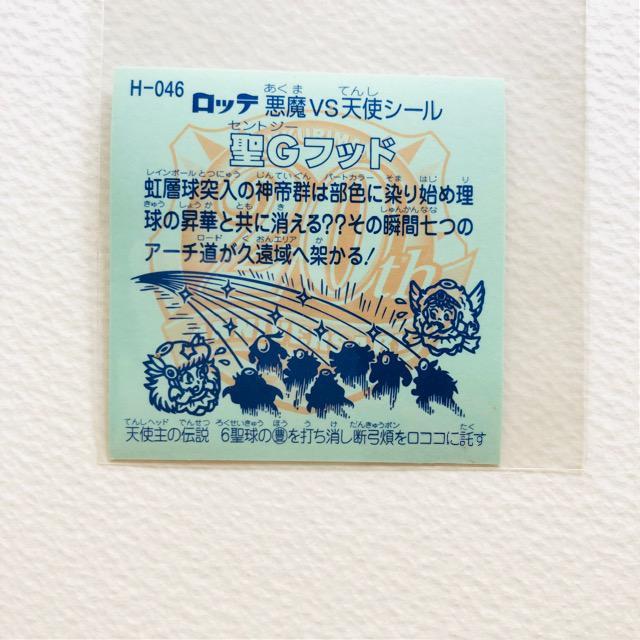 H-046 ロッテ 悪魔VS天使シール
聖Gフッド
虹層球突入の神帝群は部色に染り始め理
球の昇華と共に消える??その瞬間七つの
アーチ道が久遠域へ架かる!
20th
ANNIVERSARY
天使主の伝説 6聖球の豊を打ち消し断弓熕をロココに託す